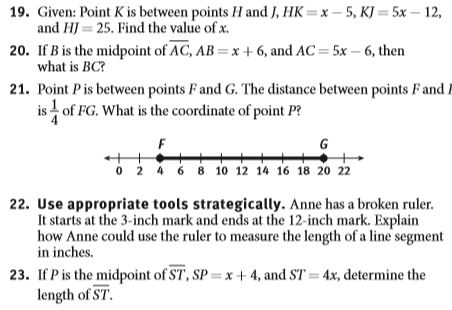 19. Given: Point K is between points H and J, HK = x – 5, KJ = 5x – 12,
and HJ = 25. Find the value of x.
20. If B is the midpoint of AC, AB = x + 6, and AC = 5x – 6, then
what is BC?
21. Point P is between points F and G. The distance between points F and
is 1/4 of FG. What is the coordinate of point P?
F G
0 2 4 6 8 10 12 14 16 18 20 22
22. Use appropriate tools strategically. Anne has a broken ruler.
It starts at the 3-inch mark and ends at the 12-inch mark. Explain
how Anne could use the ruler to measure the length of a line segment
in inches.
23. If P is the midpoint of ST, SP = x + 4, and ST = 4x, determine the
length of ST.